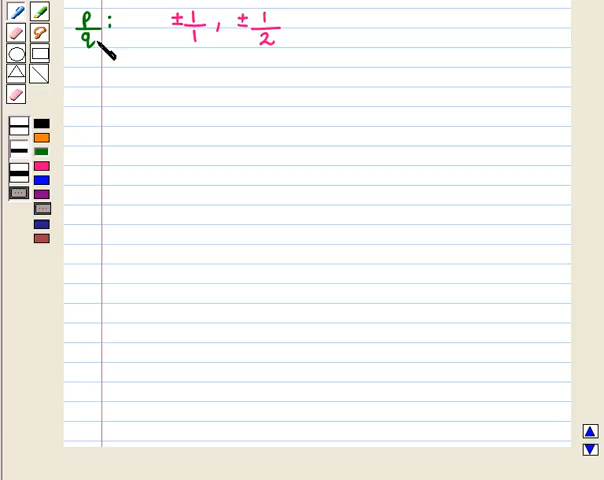 p/q : ± 1/1 , ± 1/2